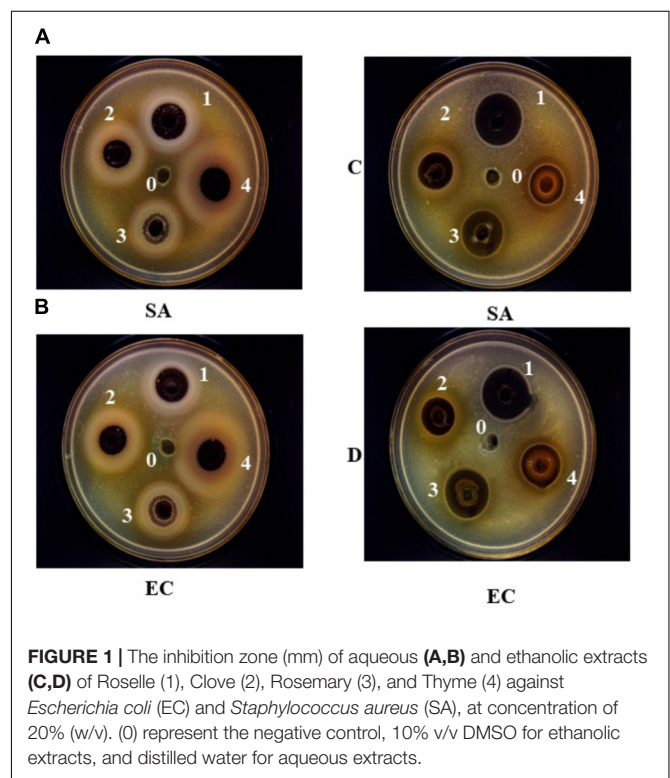 A
1
2
0
4
3
SA
C
1
2
0
4
3
SA
B
1
2
0
4
3
EC
D
1
2
0
4
3
EC
FIGURE 1 | The inhibition zone (mm) of aqueous (A,B) and ethanolic extracts
(C,D) of Roselle (1), Clove (2), Rosemary (3), and Thyme (4) against
Escherichia coli (EC) and Staphylococcus aureus (SA), at concentration of
20% (w/v). (0) represent the negative control, 10% v/v DMSO for ethanolic
extracts, and distilled water for aqueous extracts.